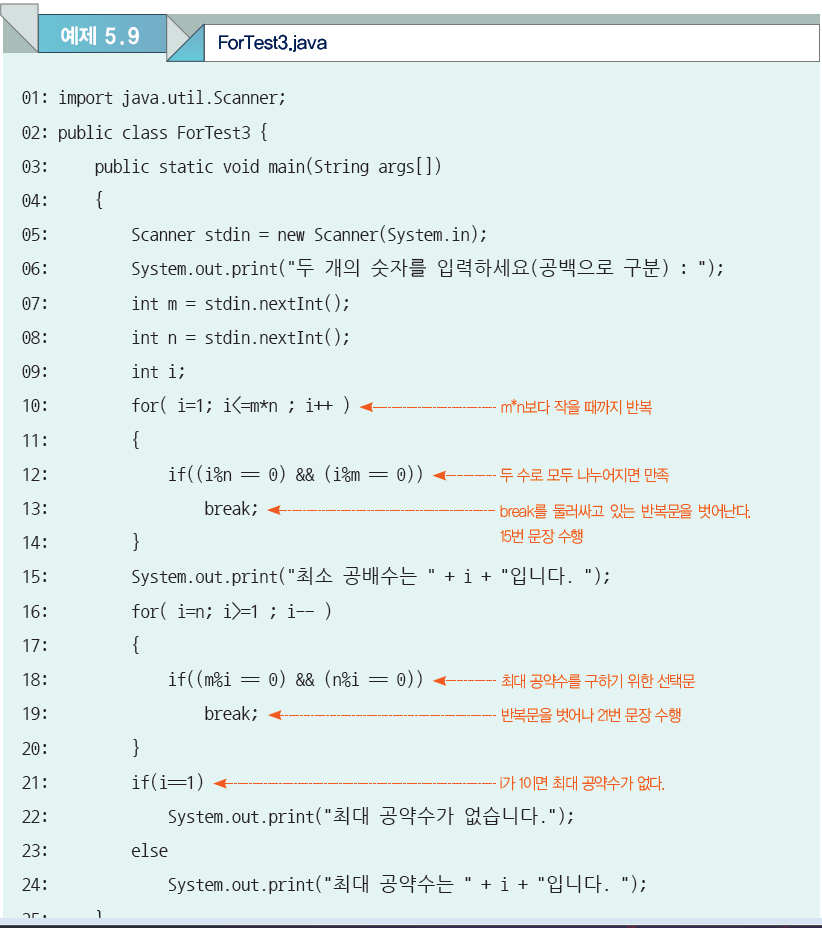 예제 5.9
ForTest3.java
01: import java.util.Scanner;
02: public class ForTest3 {
03:     public static void main(String args[])
04:     {
05:         Scanner stdin = new Scanner(System.in);
06:         System.out.print("두 개의 숫자를 입력하세요(공백으로 구분) : ");
07:         int m = stdin.nextInt();
08:         int n = stdin.nextInt();
09:         int i;
10:         for( i=1; i<=m*n ; i++ ) m*n보다 작을 때까지 반복
11:         {
12:             if((i%n == 0) && (i%m == 0)) 두 수로 모두 나누어지면 만족
13:                 break; break를 둘러싸고 있는 반복문을 벗어난다.
15번 문장 수행
14:         }
15:         System.out.print("최소 공배수는 " + i + "입니다. ");
16:         for( i=n; i>=1 ; i-- )
17:         {
18:             if((m%i == 0) && (n%i == 0)) 최대 공약수를 구하기 위한 선택문
19:                 break; 반복문을 벗어나 21번 문장 수행
20:         }
21:         if(i==1) i가 1이면 최대 공약수가 없다.
22:             System.out.print("최대 공약수가 없습니다.");
23:         else
24:             System.out.print("최대 공약수는 " + i + "입니다. ");